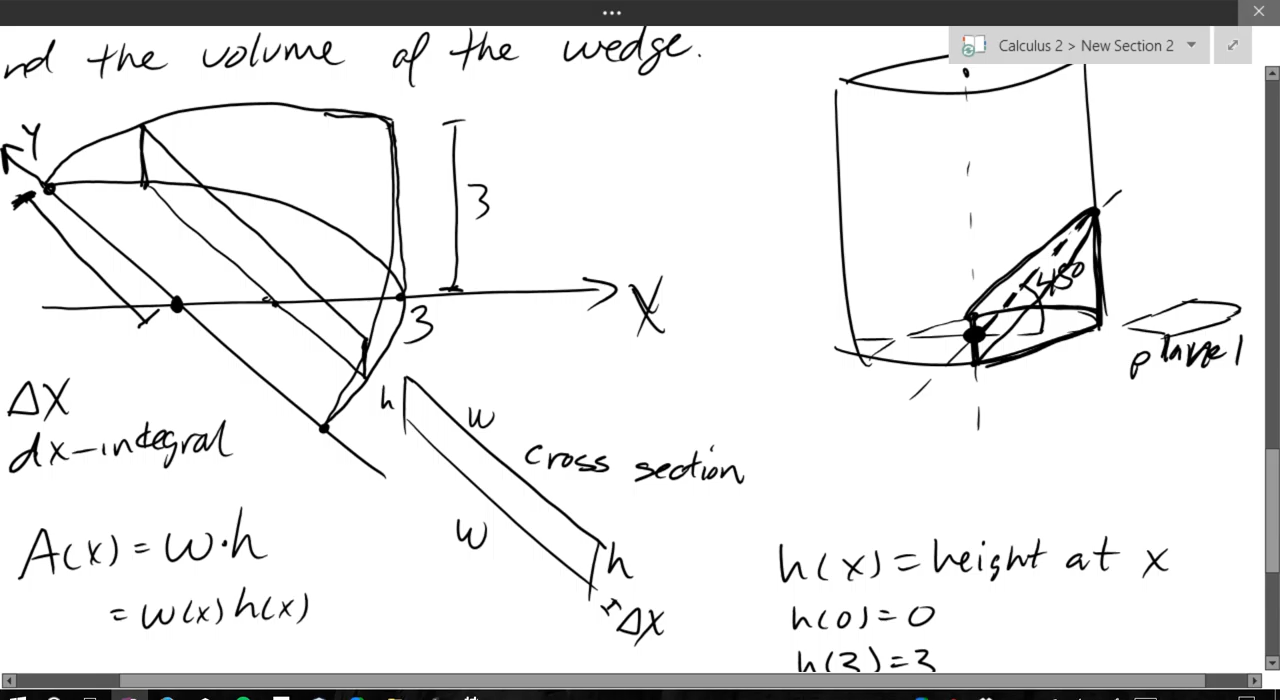 nd the volume of the wedge.
Calculus 2 > New Section 2
Y
3
X
3
45°
plane 1
ΔX
dx-integral
h
w
cross section
w
h
ΔX
A(x) = w·h
= w(x) h(x)
h(x) = height at x
h(0) = 0
h(3) = 3